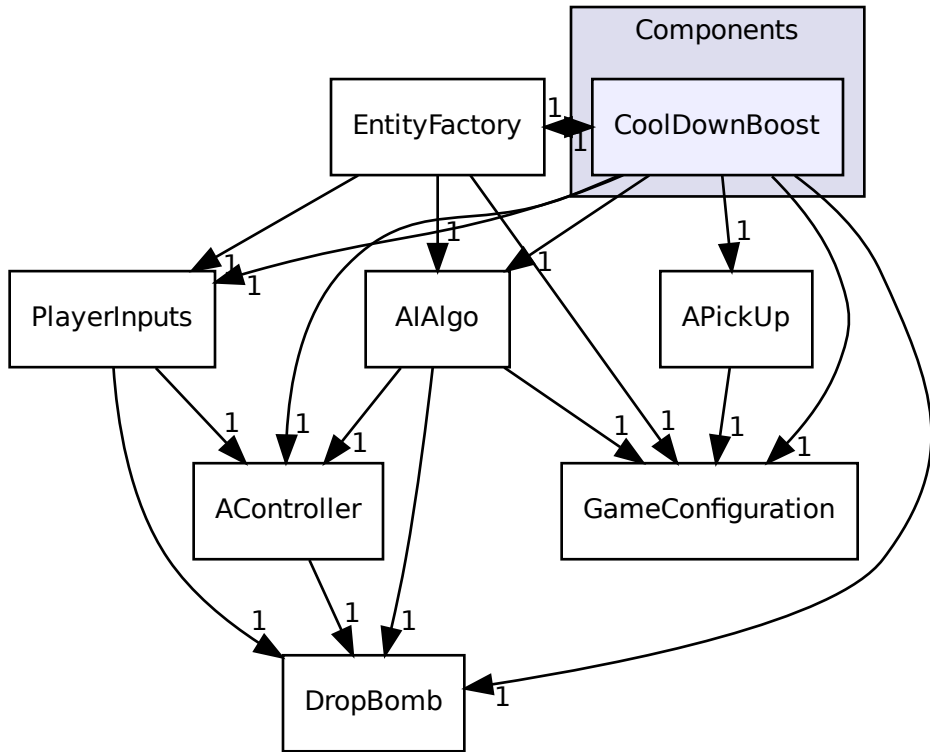 Components
EntityFactory
1
1
CoolDownBoost
1
1
1
1
1
PlayerInputs
AIAlgo
APickUp
1
1
1
1
1
1
1
AController
GameConfiguration
1
1
1
1
DropBomb